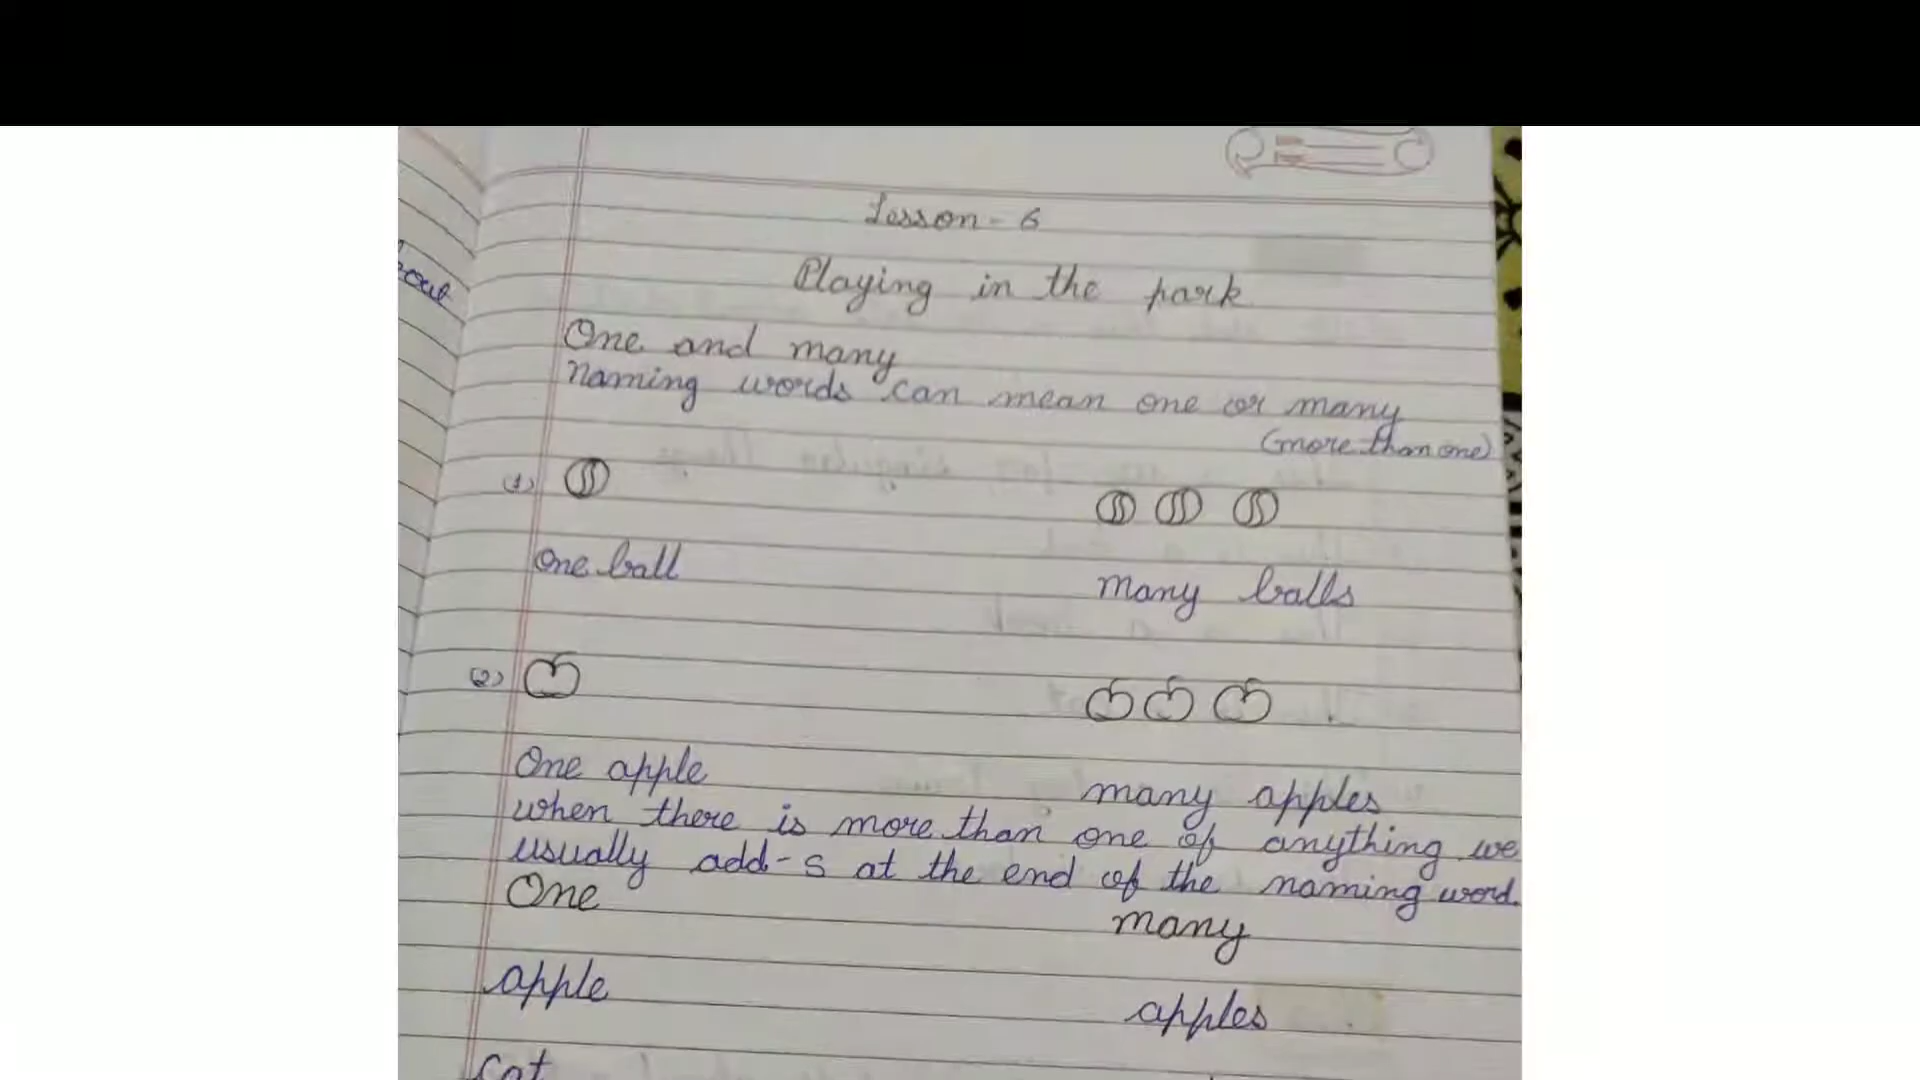 Lesson - 6
Playing in the park
One and many
naming words can mean one or many
(more than one)
(1)
One ball
many balls
(2)
One apple
many apples
when there is more than one of anything we
usually add-s at the end of the naming word.
One
many
apple
apples
cat